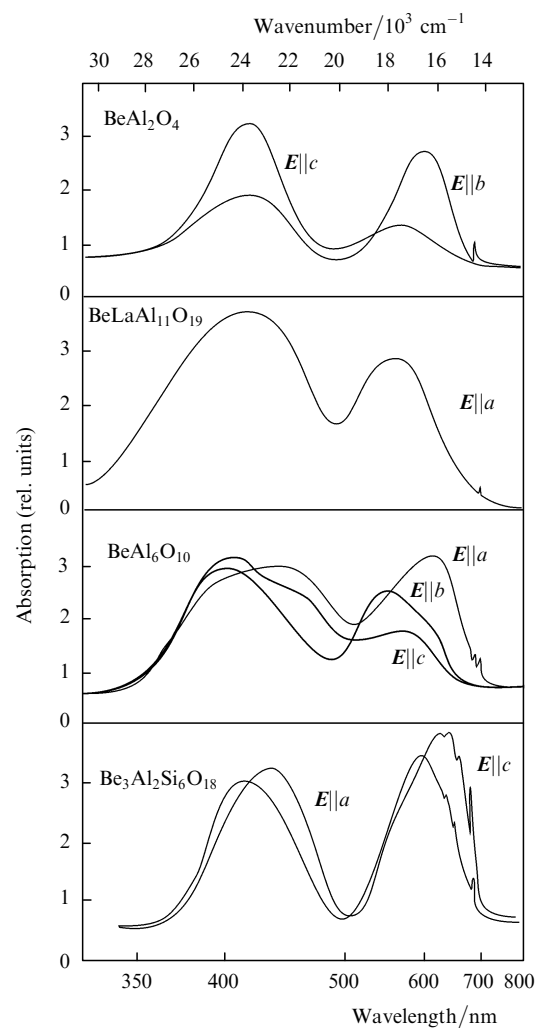 Wavenumber/10³ cm⁻¹
30 28 26 24 22 20 18 16 14
BeAl₂O₄
3
E||c
E||b
2
1
0
BeLaAl₁₁O₁₉
3
E||a
2
1
0
Absorption (rel. units)
BeAl₆O₁₀
E||a
3
E||b
2
E||c
1
0
Be₃Al₂Si₆O₁₈
E||c
3
E||a
2
1
0
350 400 500 600 700 800
Wavelength/nm